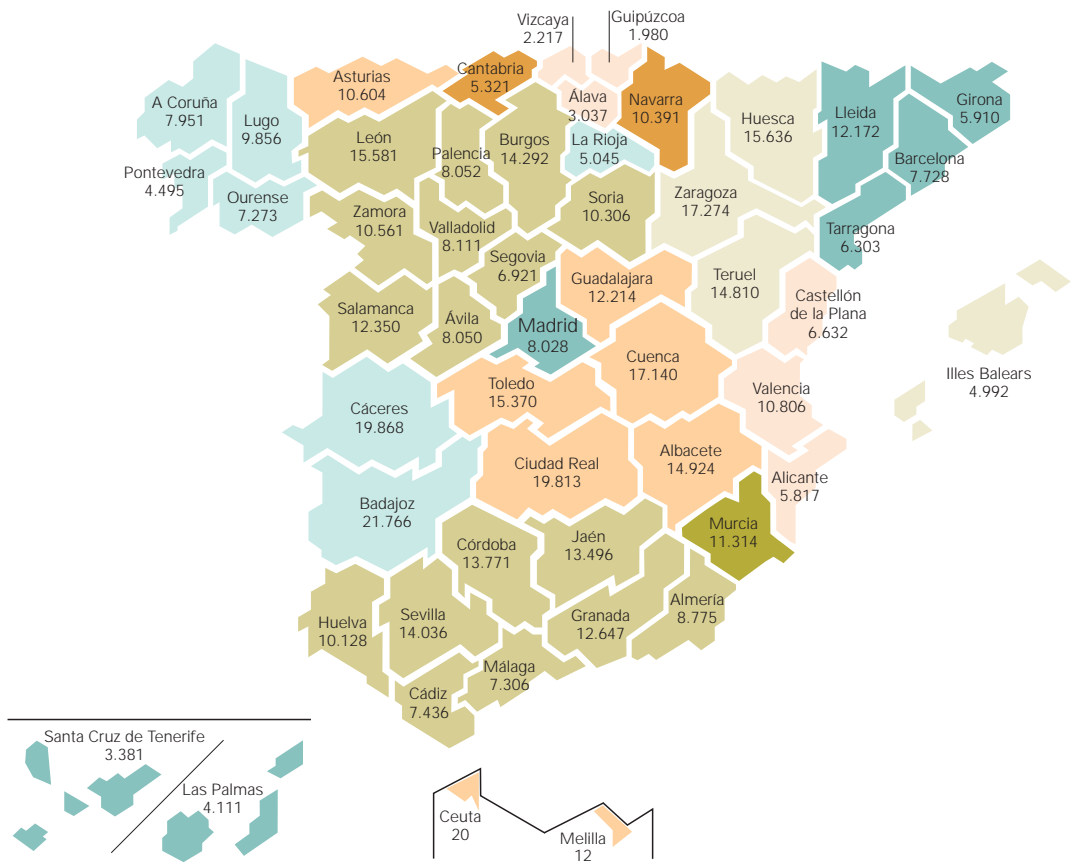 Vizcaya
2.217
Guipúzcoa
1.980
Cantabria
5.321
Asturias
10.604
A Coruña
7.951
Lugo
9.856
Álava
3.037
Navarra
10.391
Huesca
15.636
Lleida
12.172
Girona
5.910
León
15.581
Palencia
8.052
Burgos
14.292
La Rioja
5.045
Barcelona
7.728
Pontevedra
4.495
Ourense
7.273
Zamora
10.561
Valladolid
8.111
Soria
10.306
Zaragoza
17.274
Tarragona
6.303
Segovia
6.921
Guadalajara
12.214
Teruel
14.810
Castellón
de la Plana
6.632
Salamanca
12.350
Ávila
8.050
Madrid
8.028
Cuenca
17.140
Illes Balears
4.992
Toledo
15.370
Valencia
10.806
Cáceres
19.868
Ciudad Real
19.813
Albacete
14.924
Alicante
5.817
Badajoz
21.766
Murcia
11.314
Córdoba
13.771
Jaén
13.496
Huelva
10.128
Sevilla
14.036
Granada
12.647
Almería
8.775
Málaga
7.306
Cádiz
7.436
Santa Cruz de Tenerife
3.381
Las Palmas
4.111
Ceuta
20
Melilla
12